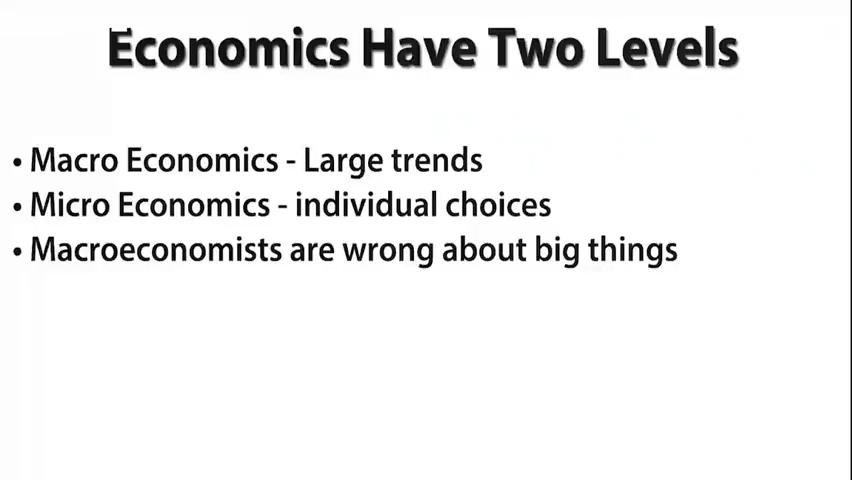 Economics Have Two Levels
• Macro Economics - Large trends
• Micro Economics - individual choices
• Macroeconomists are wrong about big things